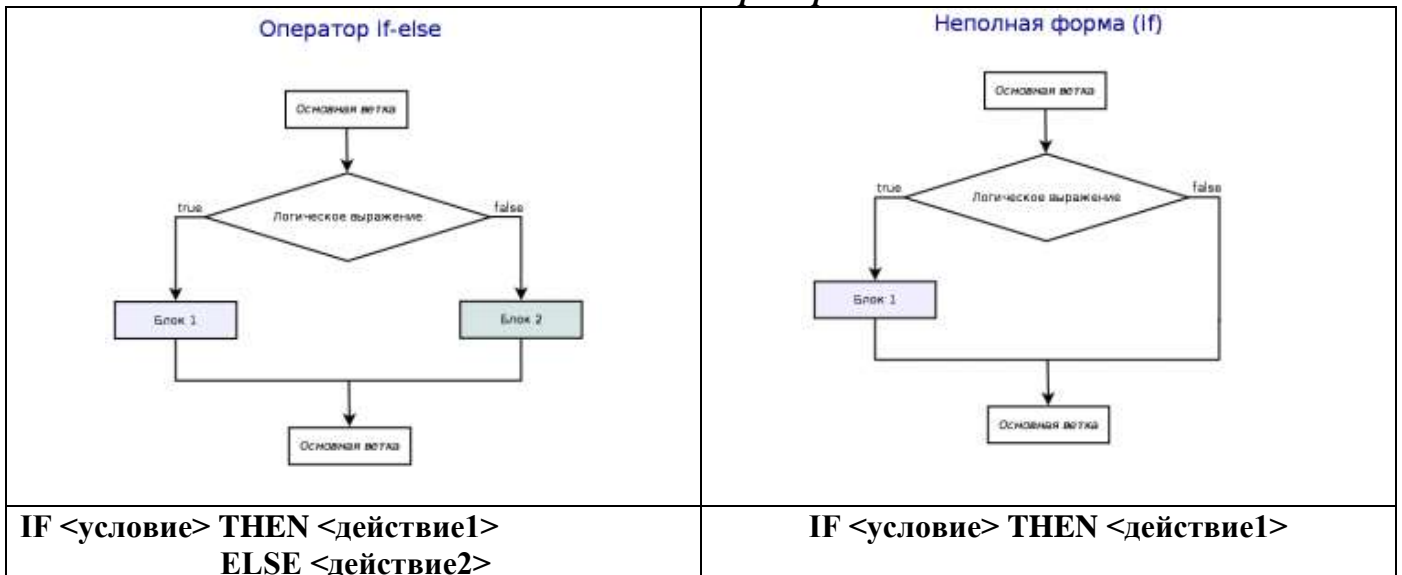 Оператор if-else
Основная ветка
Логическое выражение
true
false
Блок 1
Блок 2
Основная ветка
IF <условие> THEN <действие1>
ELSE <действие2>
Неполная форма (if)
Основная ветка
Логическое выражение
true
false
Блок 1
Основная ветка
IF <условие> THEN <действие1>